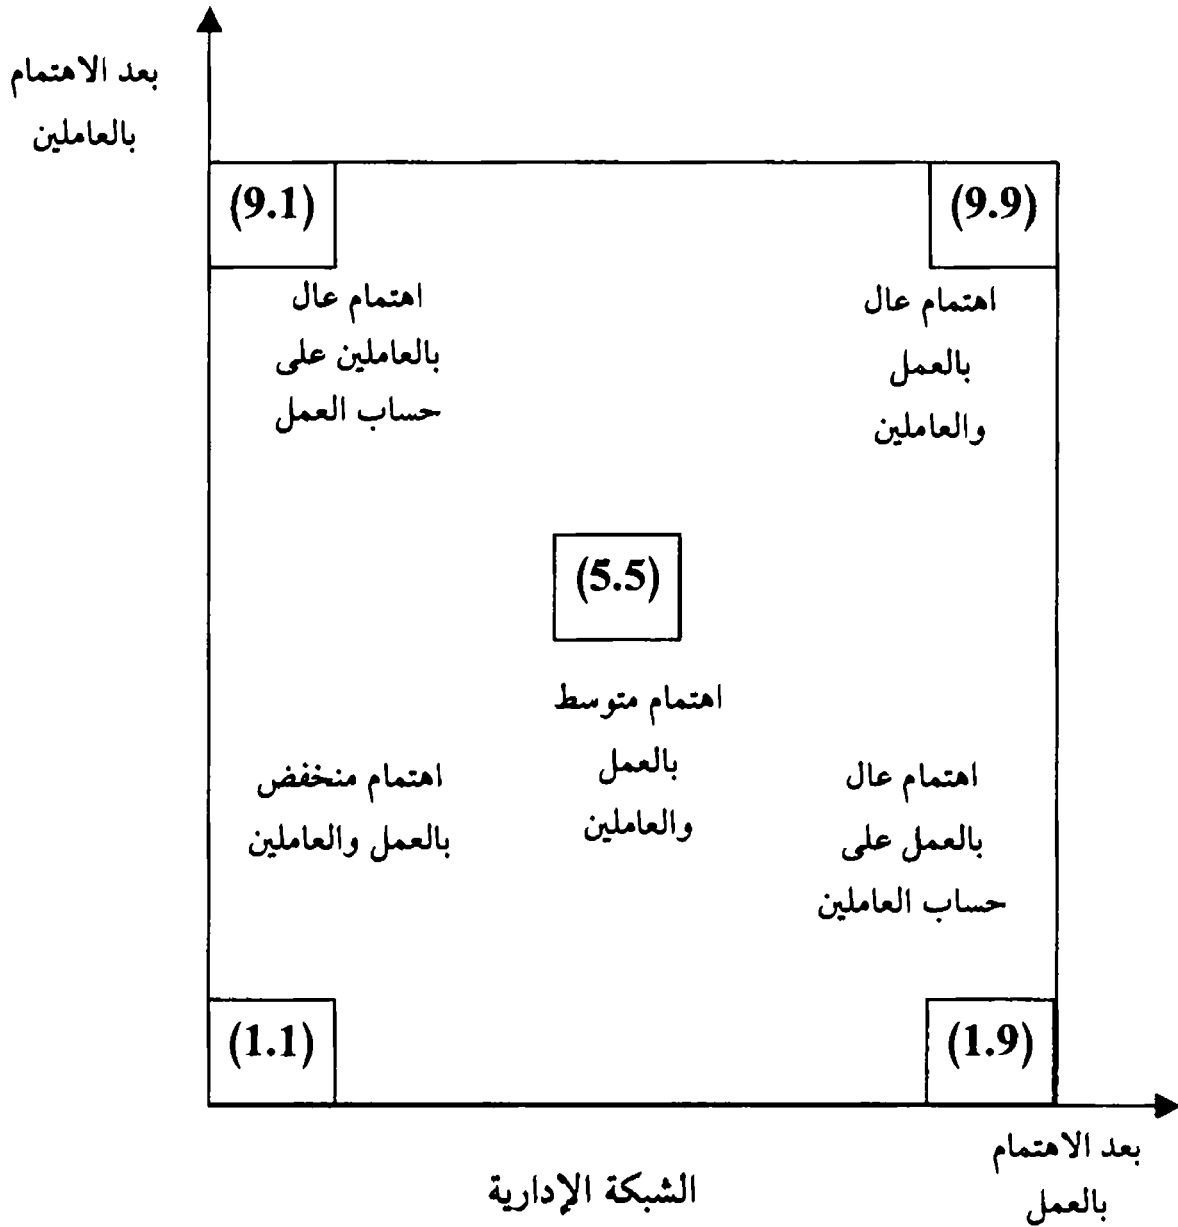 بعد الاهتمام
بالعاملين
(9.1)
(9.9)
اهتمام عال
بالعاملين على
حساب العمل
اهتمام عال
بالعمل
والعاملين
(5.5)
اهتمام متوسط
بالعمل
والعاملين
اهتمام منخفض
بالعمل والعاملين
اهتمام عال
بالعمل على
حساب العاملين
(1.1)
(1.9)
بعد الاهتمام
بالعمل
الشبكة الإدارية